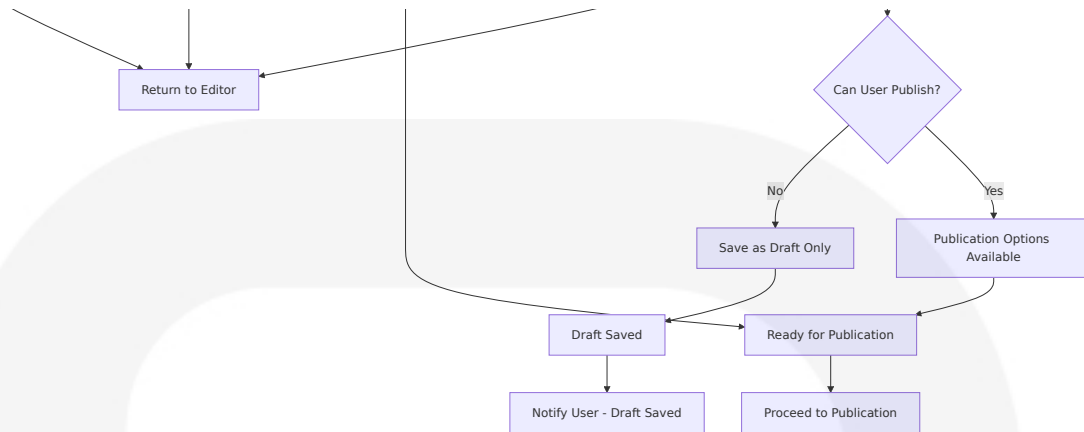 Return to Editor
Can User Publish?
No
Yes
Save as Draft Only
Publication Options
Available
Draft Saved
Ready for Publication
Notify User - Draft Saved
Proceed to Publication